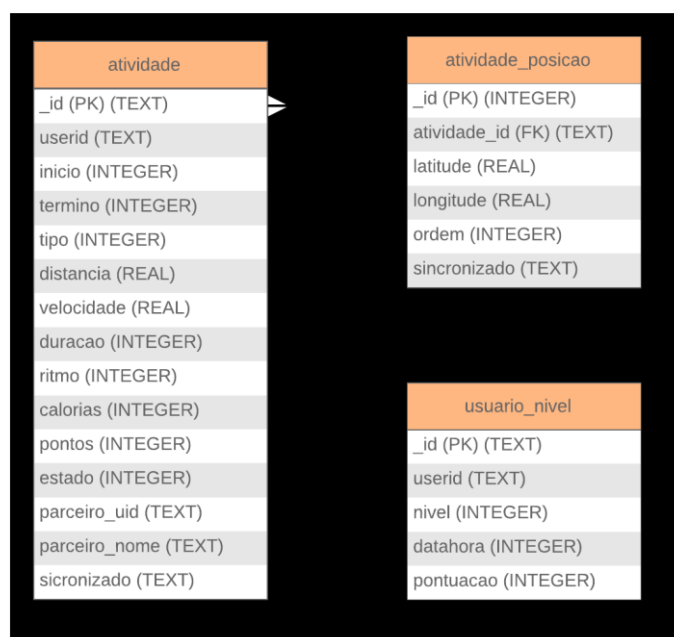 atividade
_id (PK) (TEXT)
userid (TEXT)
inicio (INTEGER)
termino (INTEGER)
tipo (INTEGER)
distancia (REAL)
velocidade (REAL)
duracao (INTEGER)
ritmo (INTEGER)
calorias (INTEGER)
pontos (INTEGER)
estado (INTEGER)
parceiro_uid (TEXT)
parceiro_nome (TEXT)
sicronizado (TEXT)
atividade_posicao
_id (PK) (INTEGER)
atividade_id (FK) (TEXT)
latitude (REAL)
longitude (REAL)
ordem (INTEGER)
sincronizado (TEXT)
usuario_nivel
_id (PK) (TEXT)
userid (TEXT)
nivel (INTEGER)
datahora (INTEGER)
pontuacao (INTEGER)